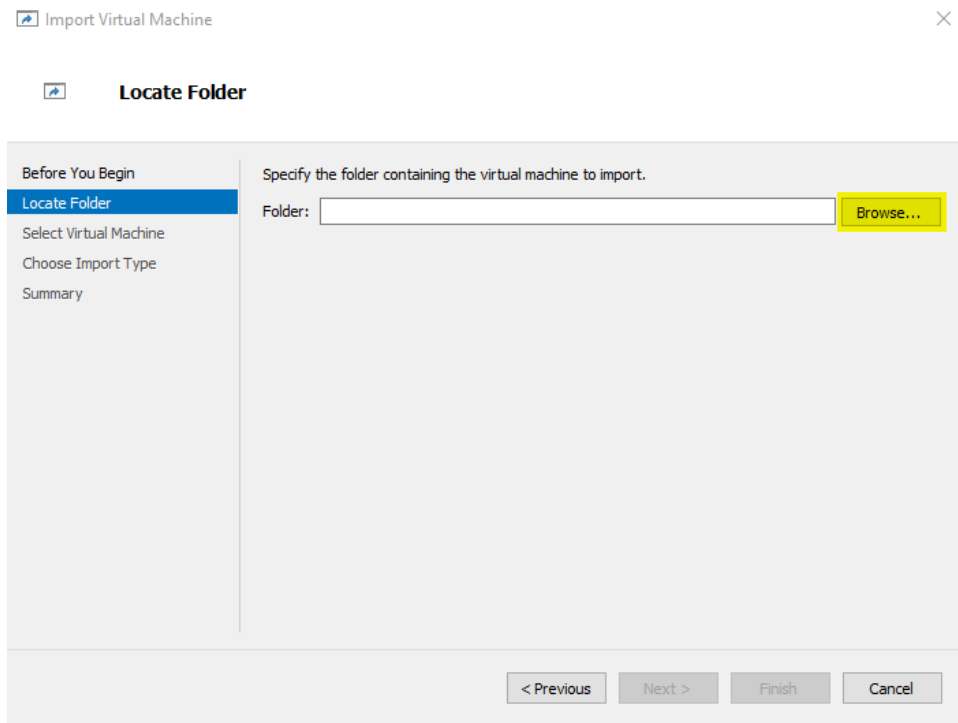 Import Virtual Machine
Locate Folder
Before You Begin
Locate Folder
Select Virtual Machine
Choose Import Type
Summary
Specify the folder containing the virtual machine to import.
Folder: Browse...
< Previous Next > Finish Cancel